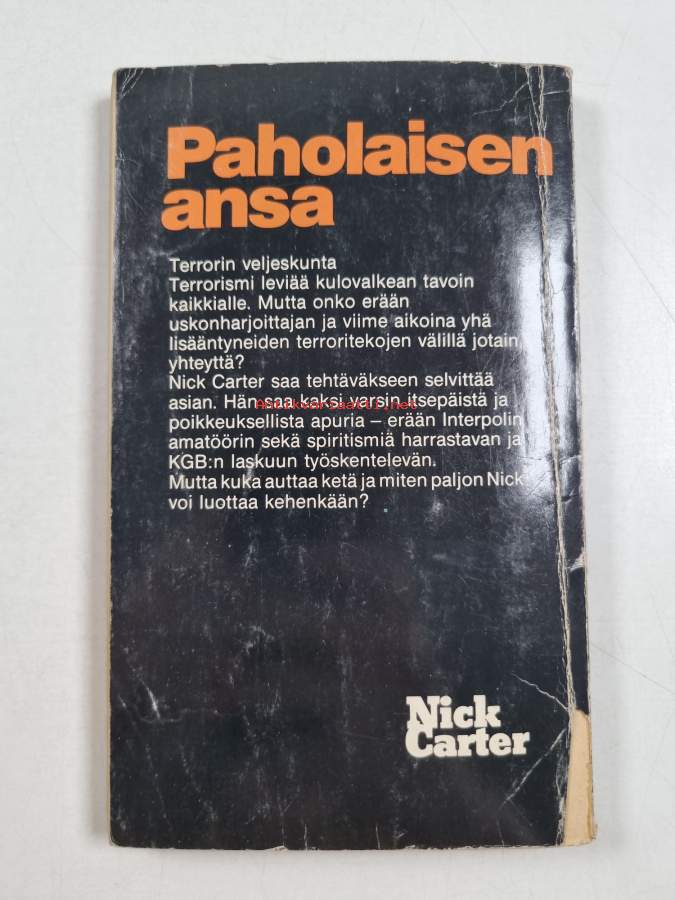 Paholaisen
ansa
Terrorin veljeskunta
Terrorismi leviää kulovalkean tavoin
kaikkialle. Mutta onko erään
uskonharjoittajan ja viime aikoina yhä
lisääntyneiden terroritekojen välillä jotain
yhteyttä?
Nick Carter saa tehtäväkseen selvittää
asian. Hän saa kaksi varsin itsepäistä ja
Antikvariaatti.net
poikkeuksellista apuria – erään Interpolin
amatöörin sekä spiritismiä harrastavan ja
KGB:n laskuun työskentelevän.
Mutta kuka auttaa ketä ja miten paljon Nick
voi luottaa kehenkään?
Nick
Carter